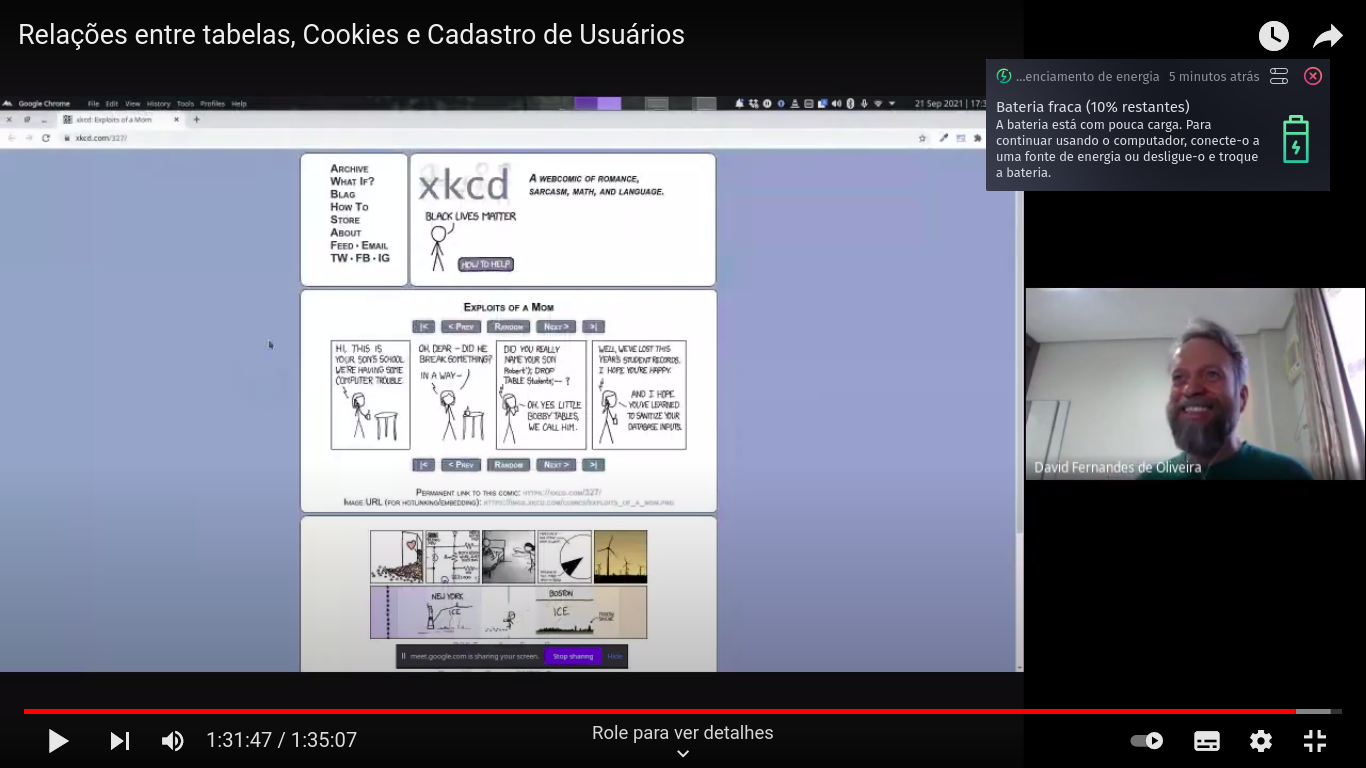 Relações entre tabelas, Cookies e Cadastro de Usuários
...enciamento de energia 5 minutos atrás
Bateria fraca (10% restantes)
A bateria está com pouca carga. Para
continuar usando o computador, conecte-o a
uma fonte de energia ou desligue-o e troque
a bateria.
Google Chrome File Edit View History Tools Profiles Help
21 Sep 2021 | 17:3
xkcd: Exploits of a Mom
xkcd.com/327/
ARCHIVE
WHAT IF?
BLAG
HOW TO
STORE
ABOUT
FEED • EMAIL
TW • FB • IG
xkcd
A WEBCOMIC OF ROMANCE,
SARCASM, MATH, AND LANGUAGE.
BLACK LIVES MATTER
HOW TO HELP
EXPLOITS OF A MOM
|< < PREV RANDOM NEXT > >|
HI, THIS IS
YOUR SON'S SCHOOL.
WE'RE HAVING SOME
COMPUTER TROUBLE.
OH, DEAR – DID HE
BREAK SOMETHING?
IN A WAY–
DID YOU REALLY
NAME YOUR SON
Robert'); DROP
TABLE Students;-- ?
OH, YES. LITTLE
BOBBY TABLES,
WE CALL HIM.
WELL, WE'VE LOST THIS
YEAR'S STUDENT RECORDS.
I HOPE YOU'RE HAPPY.
AND I HOPE
YOU'VE LEARNED
TO SANITIZE YOUR
DATABASE INPUTS.
|< < PREV RANDOM NEXT > >|
PERMANENT LINK TO THIS COMIC: HTTPS://XKCD.COM/327/
IMAGE URL (FOR HOTLINKING/EMBEDDING): HTTPS://IMGS.XKCD.COM/COMICS/EXPLOITS_OF_A_MOM.PNG
NEW YORK
ICE
BOSTON
ICE
meet.google.com is sharing your screen. Stop sharing Hide
David Fernandes de Oliveira
1:31:47 / 1:35:07
Role para ver detalhes